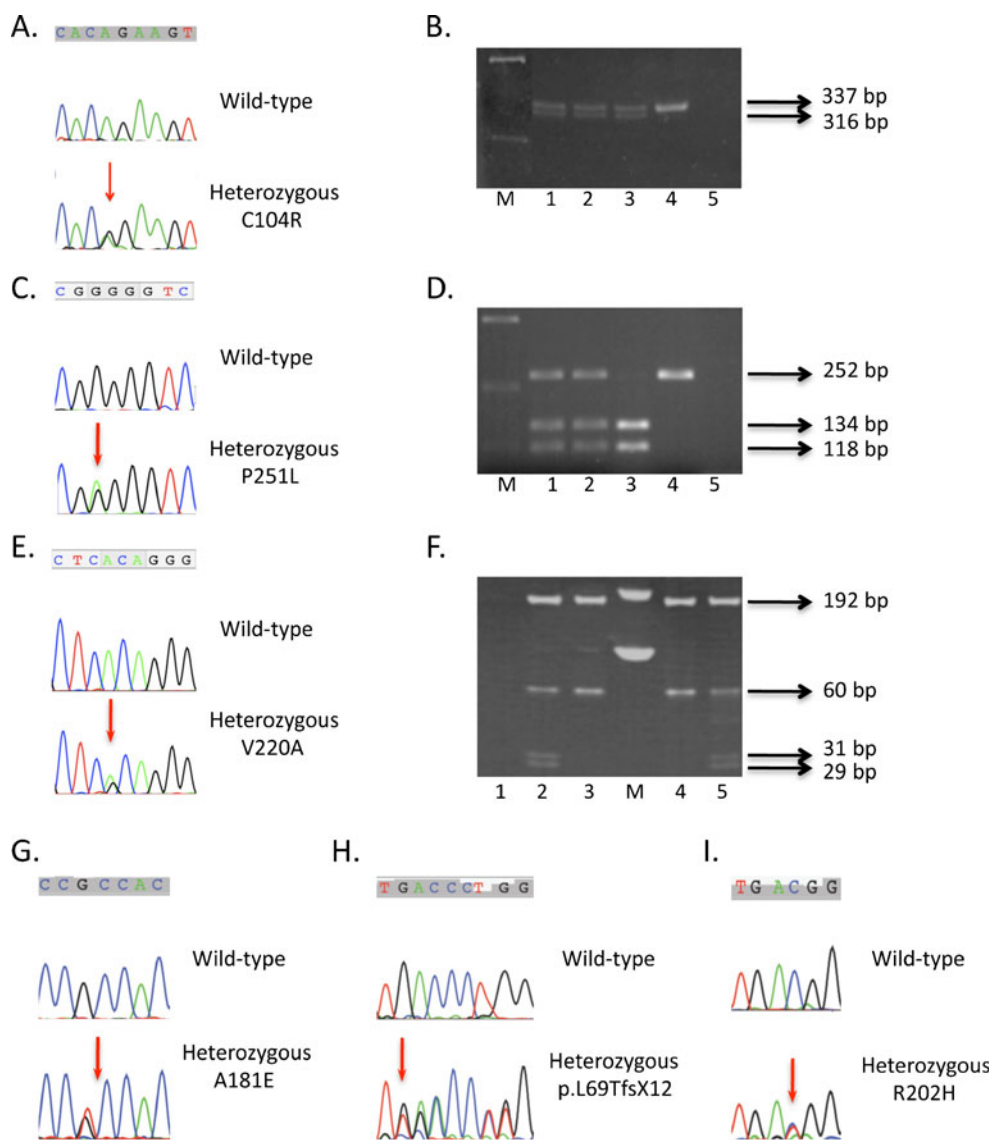 A.
CACAGAAGT
Wild-type
Heterozygous
C104R
B.
337 bp
316 bp
M 1 2 3 4 5
C.
CGGGGGTC
Wild-type
Heterozygous
P251L
D.
252 bp
134 bp
118 bp
M 1 2 3 4 5
E.
CTCACAGGG
Wild-type
Heterozygous
V220A
F.
192 bp
60 bp
31 bp
29 bp
1 2 3 M 4 5
G.
CCGCCAC
Wild-type
Heterozygous
A181E
H.
TGACCCTGG
Wild-type
Heterozygous
p.L69TfsX12
I.
TGACGG
Wild-type
Heterozygous
R202H